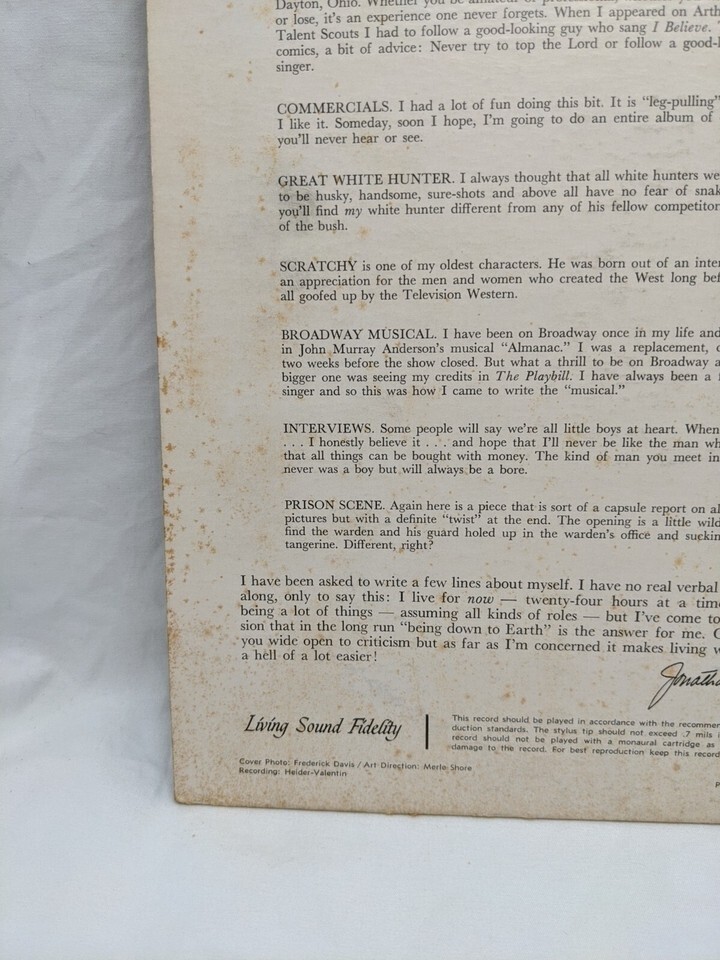 Dayton, Ohio. Whether you be amateur or
or lose, it's an experience one never forgets. When I appeared on Arth
Talent Scouts I had to follow a good-looking guy who sang I Believe.
comics, a bit of advice: Never try to top the Lord or follow a good-l
singer.
COMMERCIALS. I had a lot of fun doing this bit. It is "leg-pulling"
I like it. Someday, soon I hope, I'm going to do an entire album of
you'll never hear or see.
GREAT WHITE HUNTER. I always thought that all white hunters we
to be husky, handsome, sure-shots and above all have no fear of snak
you'll find my white hunter different from any of his fellow competitor
of the bush.
SCRATCHY is one of my oldest characters. He was born out of an inter
an appreciation for the men and women who created the West long bef
all goofed up by the Television Western.
BROADWAY MUSICAL. I have been on Broadway once in my life and
in John Murray Anderson's musical "Almanac." I was a replacement,
two weeks before the show closed. But what a thrill to be on Broadway a
bigger one was seeing my credits in The Playbill. I have always been a
singer and so this was how I came to write the "musical."
INTERVIEWS. Some people will say we're all little boys at heart. When
. . . I honestly believe it . . . and hope that I'll never be like the man wh
that all things can be bought with money. The kind of man you meet in
never was a boy but will always be a bore.
PRISON SCENE. Again here is a piece that is sort of a capsule report on al
pictures but with a definite "twist" at the end. The opening is a little wild
find the warden and his guard holed up in the warden's office and suckin
tangerine. Different, right?
I have been asked to write a few lines about myself. I have no real verbal
along, only to say this: I live for now — twenty-four hours at a time
being a lot of things — assuming all kinds of roles — but I've come to
sion that in the long run "being down to Earth" is the answer for me. O
you wide open to criticism but as far as I'm concerned it makes living w
a hell of a lot easier!
Jonatha
Living Sound Fidelity
This record should be played in accordance with the recommen
duction standards. The stylus tip should not exceed .7 mils i
record should not be played with a monaural cartridge as
damage to the record. For best reproduction keep this record
Cover Photo: Frederick Davis / Art Direction: Merle Shore
Recording: Heider-Valentin
P